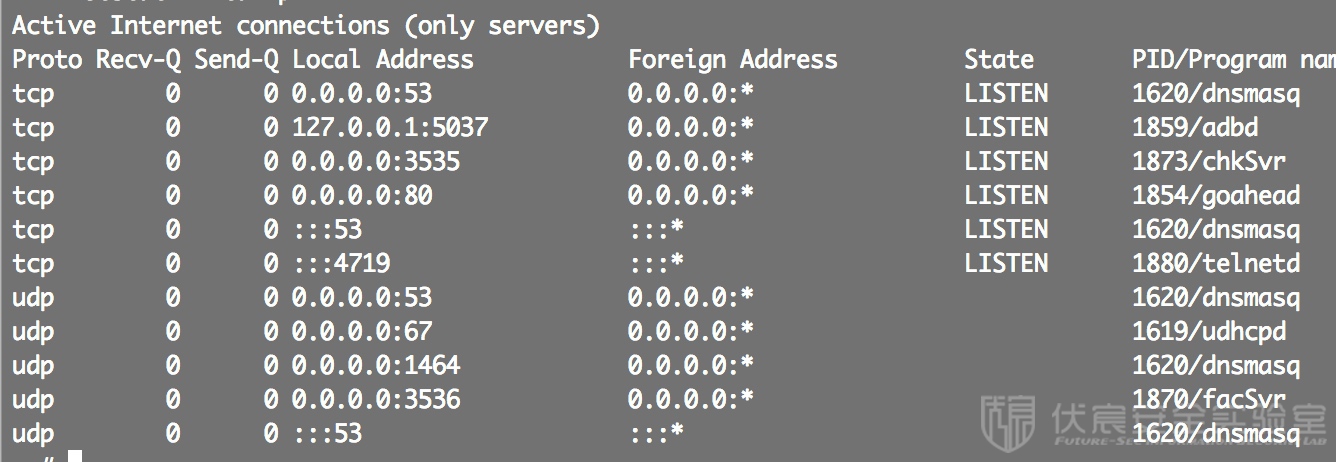 Active Internet connections (only servers)
Proto Recv-Q Send-Q Local Address Foreign Address State PID/Program nam
tcp 0 0 0.0.0.0:53 0.0.0.0:* LISTEN 1620/dnsmasq
tcp 0 0 127.0.0.1:5037 0.0.0.0:* LISTEN 1859/adbd
tcp 0 0 0.0.0.0:3535 0.0.0.0:* LISTEN 1873/chkSvr
tcp 0 0 0.0.0.0:80 0.0.0.0:* LISTEN 1854/goahead
tcp 0 0 :::53 :::* LISTEN 1620/dnsmasq
tcp 0 0 :::4719 :::* LISTEN 1880/telnetd
udp 0 0 0.0.0.0:53 0.0.0.0:* 1620/dnsmasq
udp 0 0 0.0.0.0:67 0.0.0.0:* 1619/udhcpd
udp 0 0 0.0.0.0:1464 0.0.0.0:* 1620/dnsmasq
udp 0 0 0.0.0.0:3536 0.0.0.0:* 1870/facSvr
udp 0 0 :::53 :::* 1620/dnsmasq
伏宸安全实验室